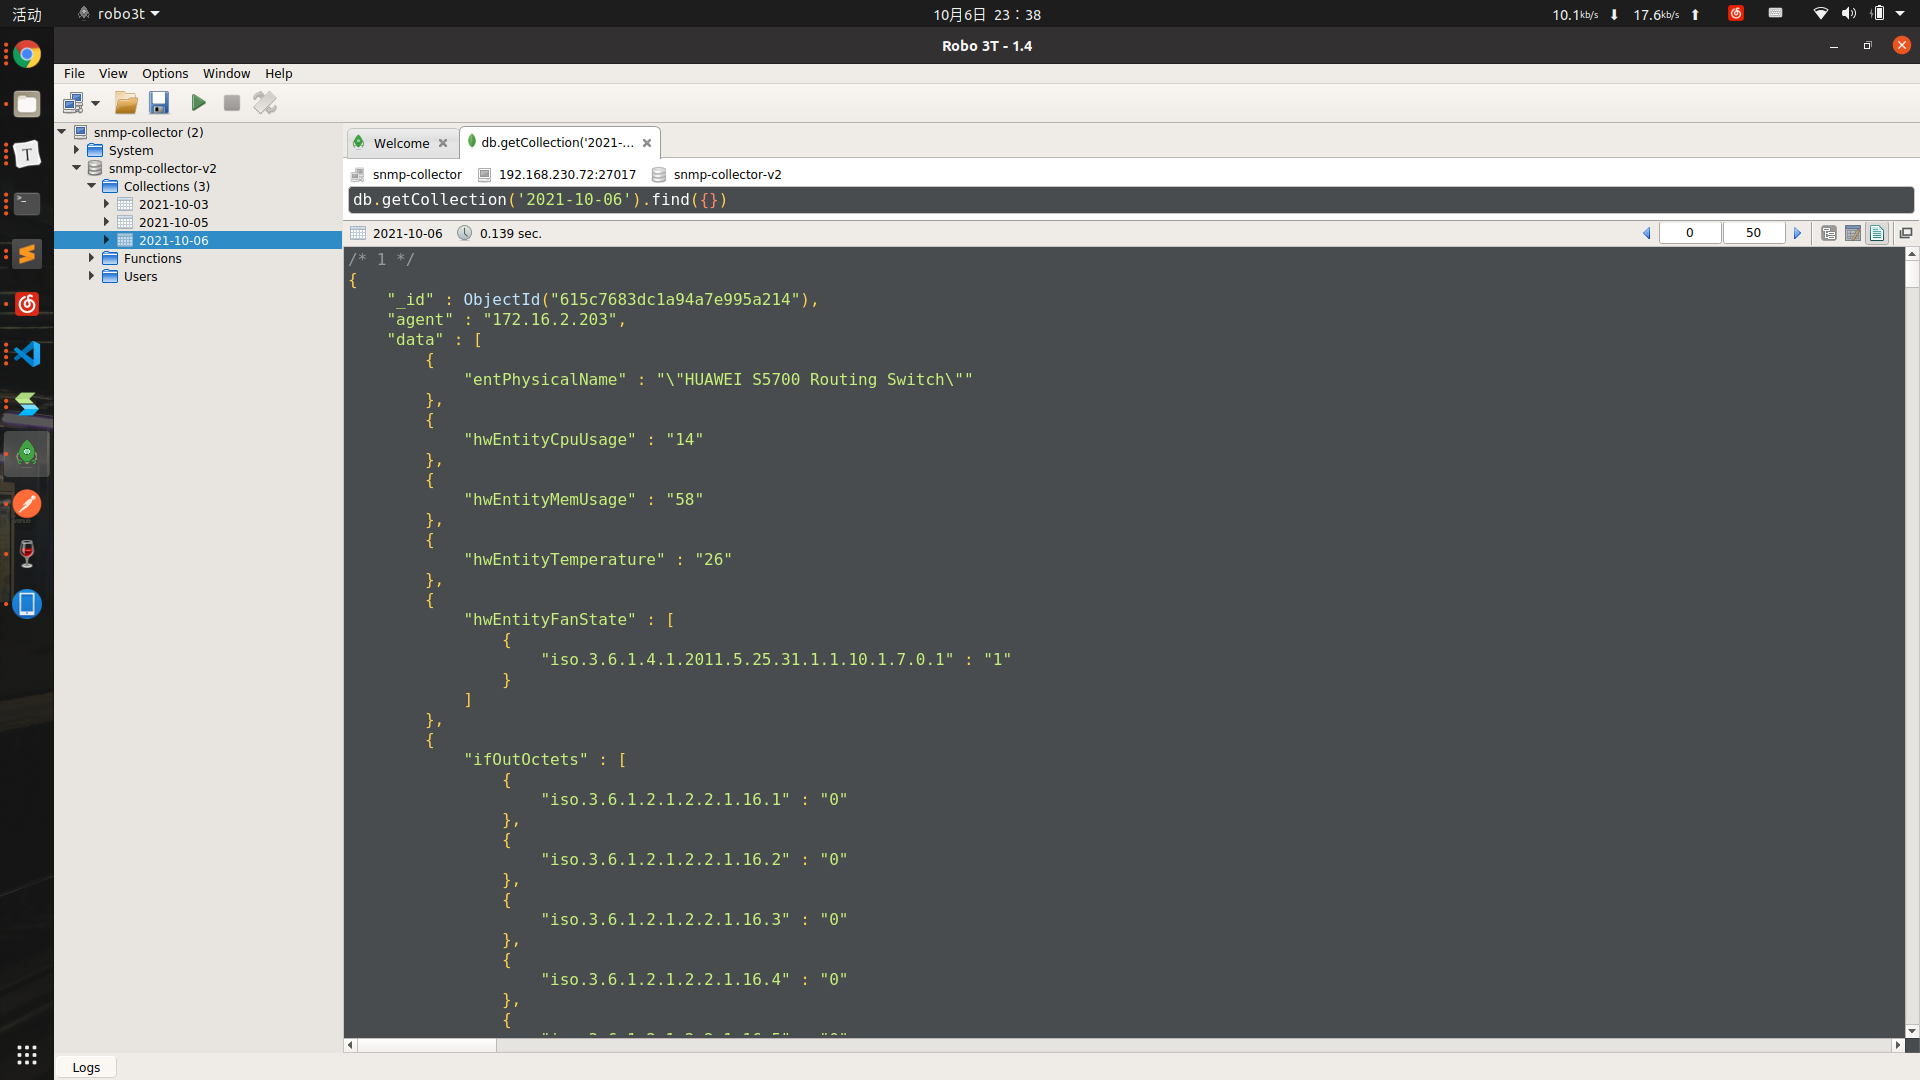 活动
robo3t
10月6日 23：38
10.1kb/s
17.6kb/s
Robo 3T - 1.4
File View Options Window Help
snmp-collector (2)
System
snmp-collector-v2
Collections (3)
2021-10-03
2021-10-05
2021-10-06
Functions
Users
Welcome
db.getCollection('2021-...
snmp-collector
192.168.230.72:27017
snmp-collector-v2
db.getCollection('2021-10-06').find({})
2021-10-06
0.139 sec.
0
50
/* 1 */
{
"_id" : ObjectId("615c7683dc1a94a7e995a214"),
"agent" : "172.16.2.203",
"data" : [
{
"entPhysicalName" : "\"HUAWEI S5700 Routing Switch\""
},
{
"hwEntityCpuUsage" : "14"
},
{
"hwEntityMemUsage" : "58"
},
{
"hwEntityTemperature" : "26"
},
{
"hwEntityFanState" : [
{
"iso.3.6.1.4.1.2011.5.25.31.1.1.10.1.7.0.1" : "1"
}
]
},
{
"ifOutOctets" : [
{
"iso.3.6.1.2.1.2.2.1.16.1" : "0"
},
{
"iso.3.6.1.2.1.2.2.1.16.2" : "0"
},
{
"iso.3.6.1.2.1.2.2.1.16.3" : "0"
},
{
"iso.3.6.1.2.1.2.2.1.16.4" : "0"
},
{
Logs